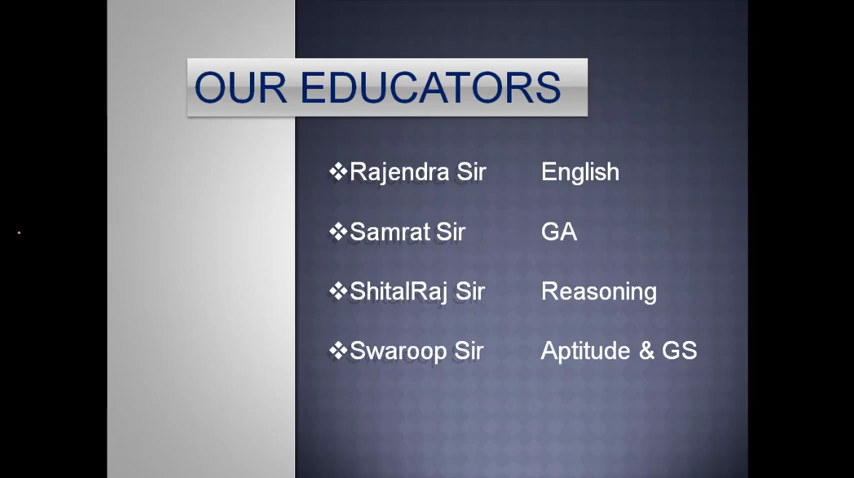 OUR EDUCATORS
❖Rajendra Sir English
❖Samrat Sir GA
❖ShitalRaj Sir Reasoning
❖Swaroop Sir Aptitude & GS